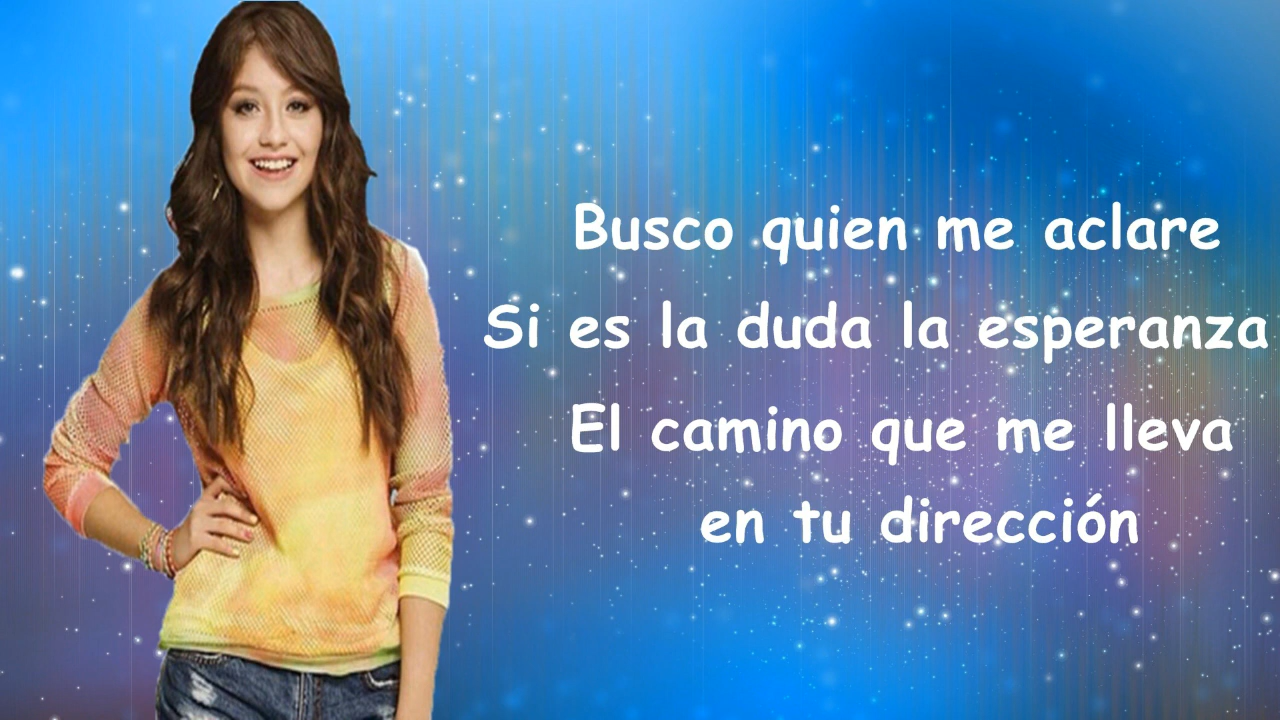 Busco quien me aclare
Si es la duda la esperanza
El camino que me lleva
en tu dirección